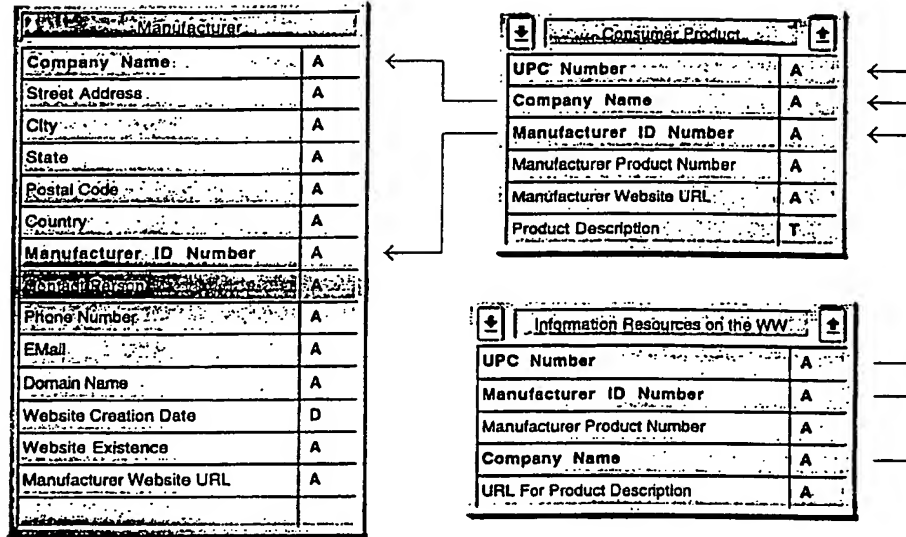 Manufacturer
Company Name A
Street Address A
City A
State A
Postal Code A
Country A
Manufacturer ID Number A
Contact Person A
Phone Number A
EMail A
Domain Name A
Website Creation Date D
Website Existence A
Manufacturer Website URL A
Consumer Product
UPC Number A
Company Name A
Manufacturer ID Number A
Manufacturer Product Number A
Manufacturer Website URL A
Product Description T
Information Resources on the WW
UPC Number A
Manufacturer ID Number A
Manufacturer Product Number A
Company Name A
URL For Product Description A